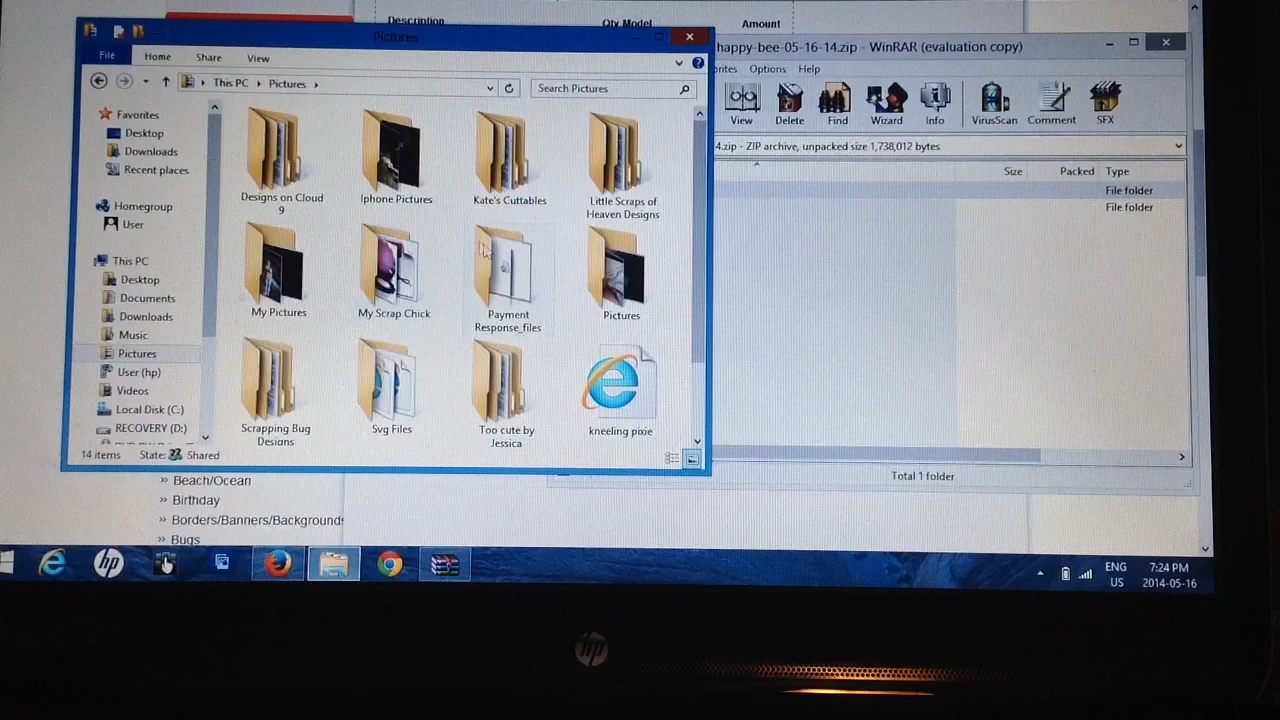 Description Qty Model Amount
Pictures
File Home Share View
This PC Pictures
Search Pictures
Favorites
Desktop
Downloads
Recent places
Homegroup
User
This PC
Desktop
Documents
Downloads
Music
Pictures
User (hp)
Videos
Local Disk (C:)
RECOVERY (D:)
Designs on Cloud
9
Iphone Pictures
Kate's Cuttables
Little Scraps of
Heaven Designs
My Pictures
My Scrap Chick
Payment
Response_files
Pictures
Scrapping Bug
Designs
Svg Files
Too cute by
Jessica
kneeling pixie
14 items State: Shared
happy-bee-05-16-14.zip - WinRAR (evaluation copy)
orites Options Help
View Delete Find Wizard Info VirusScan Comment SFX
4.zip - ZIP archive, unpacked size 1,738,012 bytes
Size Packed Type
File folder
File folder
Total 1 folder
» Beach/Ocean
» Birthday
» Borders/Banners/Backgrounds
» Bugs
hp
ENG
US
7:24 PM
2014-05-16
hp